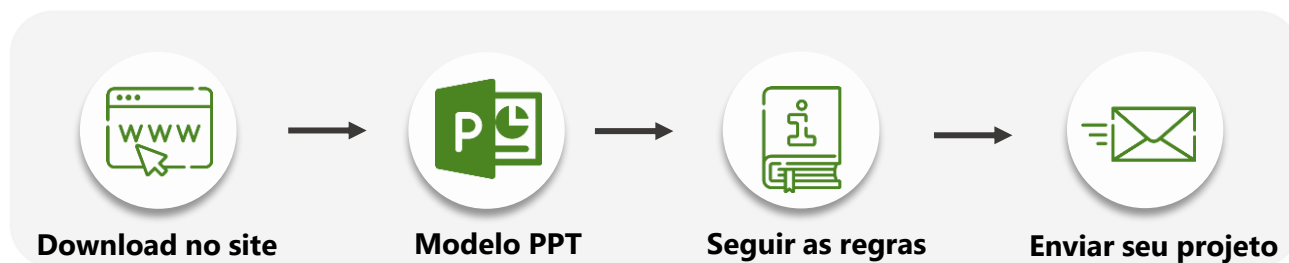 WWW
P
i
Download no site
Modelo PPT
Seguir as regras
Enviar seu projeto